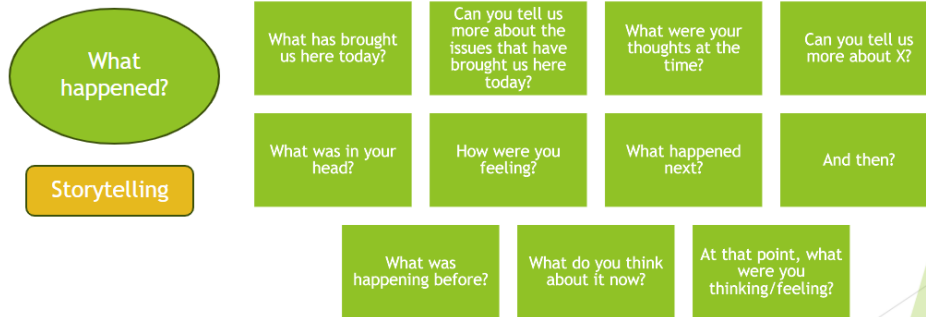 What
happened?
Storytelling
What has brought
us here today?
Can you tell us
more about the
issues that have
brought us here
today?
What were your
thoughts at the
time?
Can you tell us
more about X?
What was in your
head?
How were you
feeling?
What happened
next?
And then?
What was
happening before?
What do you think
about it now?
At that point, what
were you
thinking/feeling?